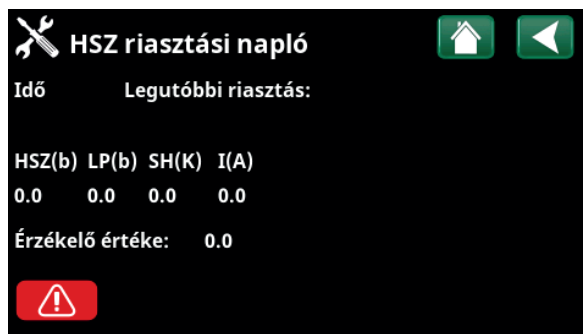 HSZ riasztási napló
Idő Legutóbbi riasztás:
HSZ(b) LP(b) SH(K) I(A)
0.0 0.0 0.0 0.0
Érzékelő értéke: 0.0